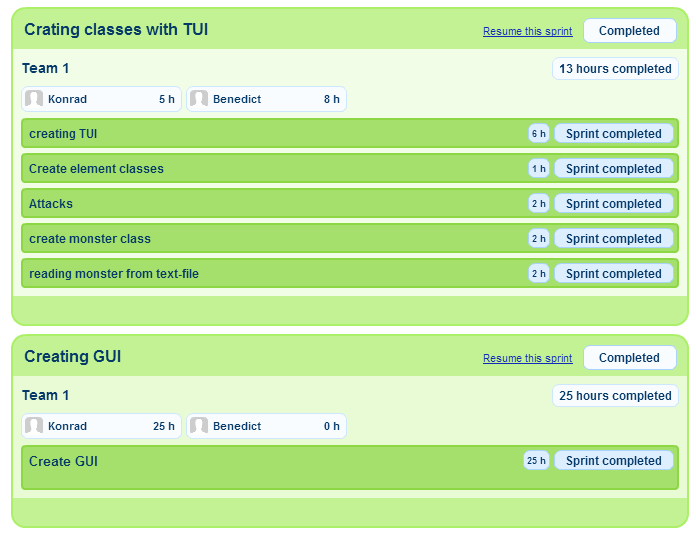 Crating classes with TUI Resume this sprint Completed
Team 1 13 hours completed
Konrad 5 h Benedict 8 h
creating TUI 6 h Sprint completed
Create element classes 1 h Sprint completed
Attacks 2 h Sprint completed
create monster class 2 h Sprint completed
reading monster from text-file 2 h Sprint completed
Creating GUI Resume this sprint Completed
Team 1 25 hours completed
Konrad 25 h Benedict 0 h
Create GUI 25 h Sprint completed